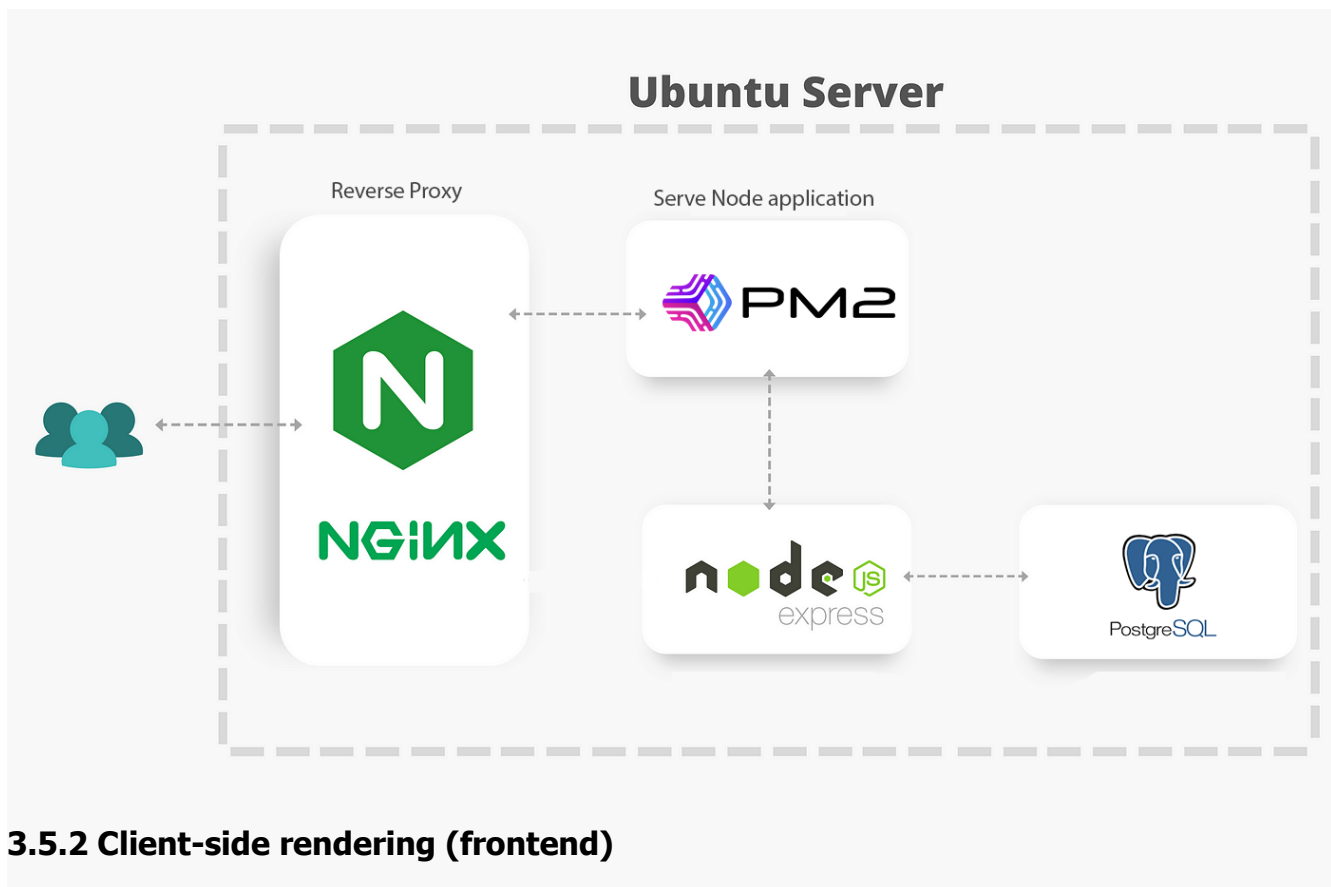 Ubuntu Server
Reverse Proxy
Serve Node application
N
PM2
NGINX
node JS
express
PostgreSQL
3.5.2 Client-side rendering (frontend)